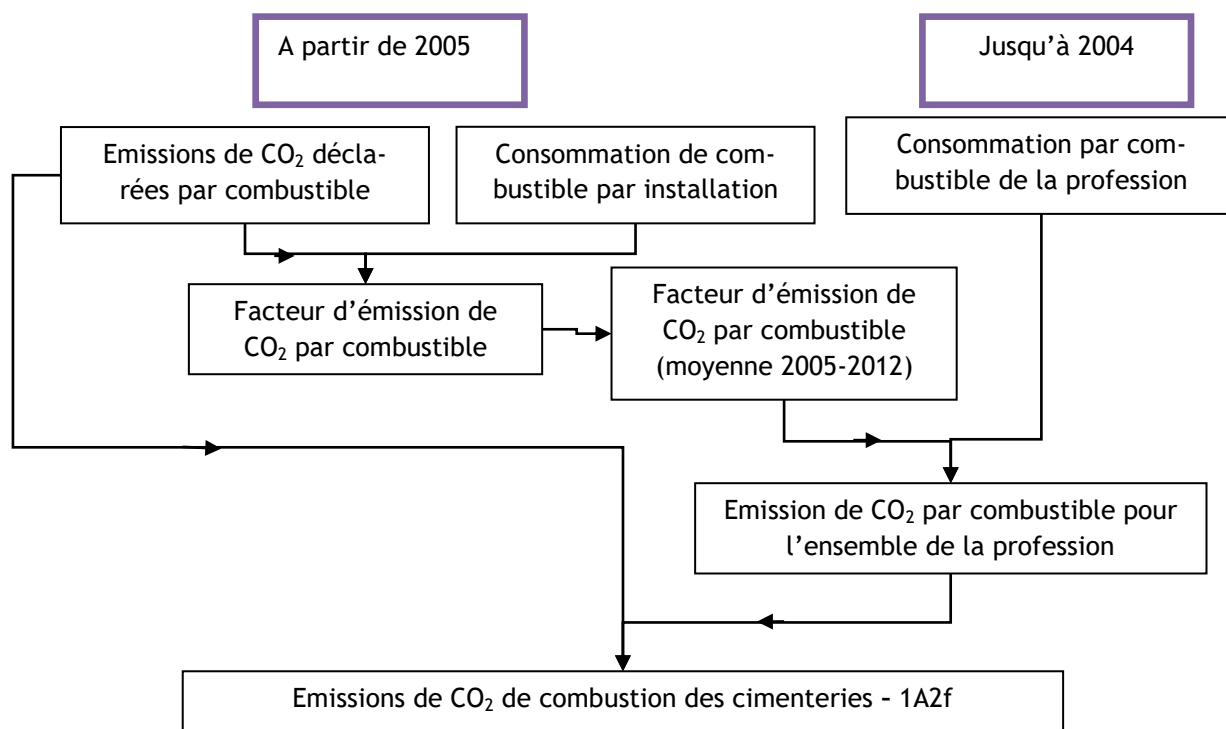 A partir de 2005
Jusqu’à 2004
Emissions de CO₂ décla-
rées par combustible
Consommation de com-
bustible par installation
Consommation par com-
bustible de la profession
Facteur d’émission de
CO₂ par combustible
Facteur d’émission de
CO₂ par combustible
(moyenne 2005-2012)
Emission de CO₂ par combustible pour
l’ensemble de la profession
Emissions de CO₂ de combustion des cimenteries – 1A2f